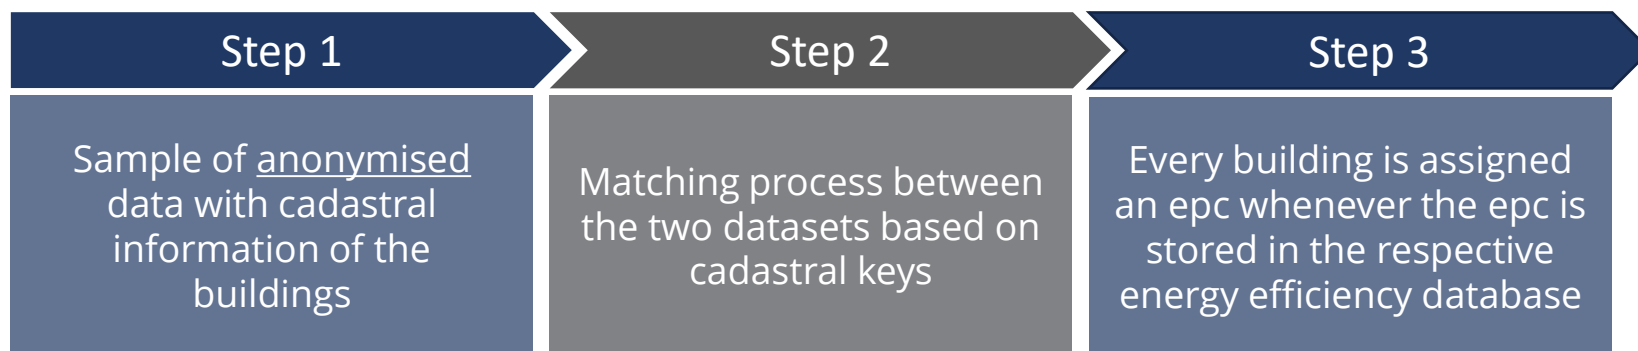 Step 1
Sample of anonymised
data with cadastral
information of the
buildings
Step 2
Matching process between
the two datasets based on
cadastral keys
Step 3
Every building is assigned
an epc whenever the epc is
stored in the respective
energy efficiency database